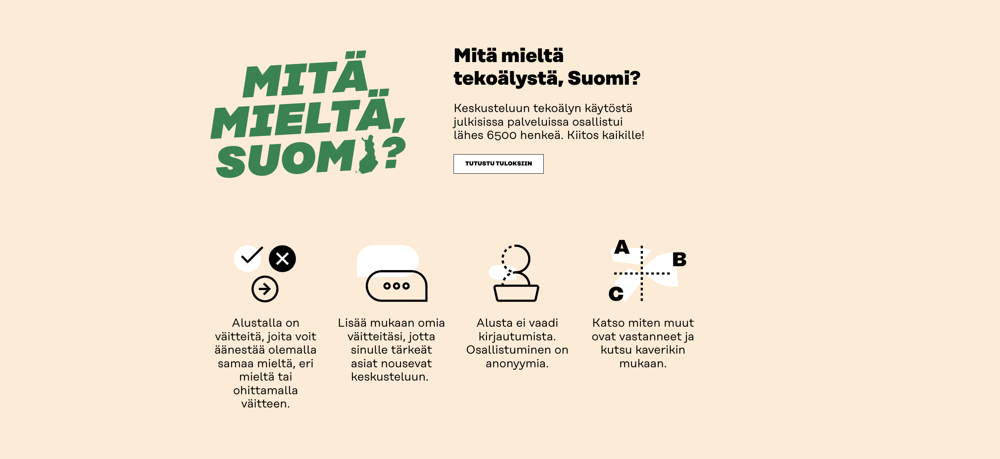 MITÄ
MIELTÄ,
SUOMI?
Mitä mieltä
tekoälystä, Suomi?
Keskusteluun tekoälyn käytöstä
julkisissa palveluissa osallistui
lähes 6500 henkeä. Kiitos kaikille!
TUTUSTU TULOKSIIN
A
B
C
Alustalla on
väitteitä, joita voit
äänestää olemalla
samaa mieltä, eri
mieltä tai
ohittamalla
väitteen.
Lisää mukaan omia
väitteitäsi, jotta
sinulle tärkeät
asiat nousevat
keskusteluun.
Alusta ei vaadi
kirjautumista.
Osallistuminen on
anonyymia.
Katso miten muut
ovat vastanneet ja
kutsu kaverikin
mukaan.